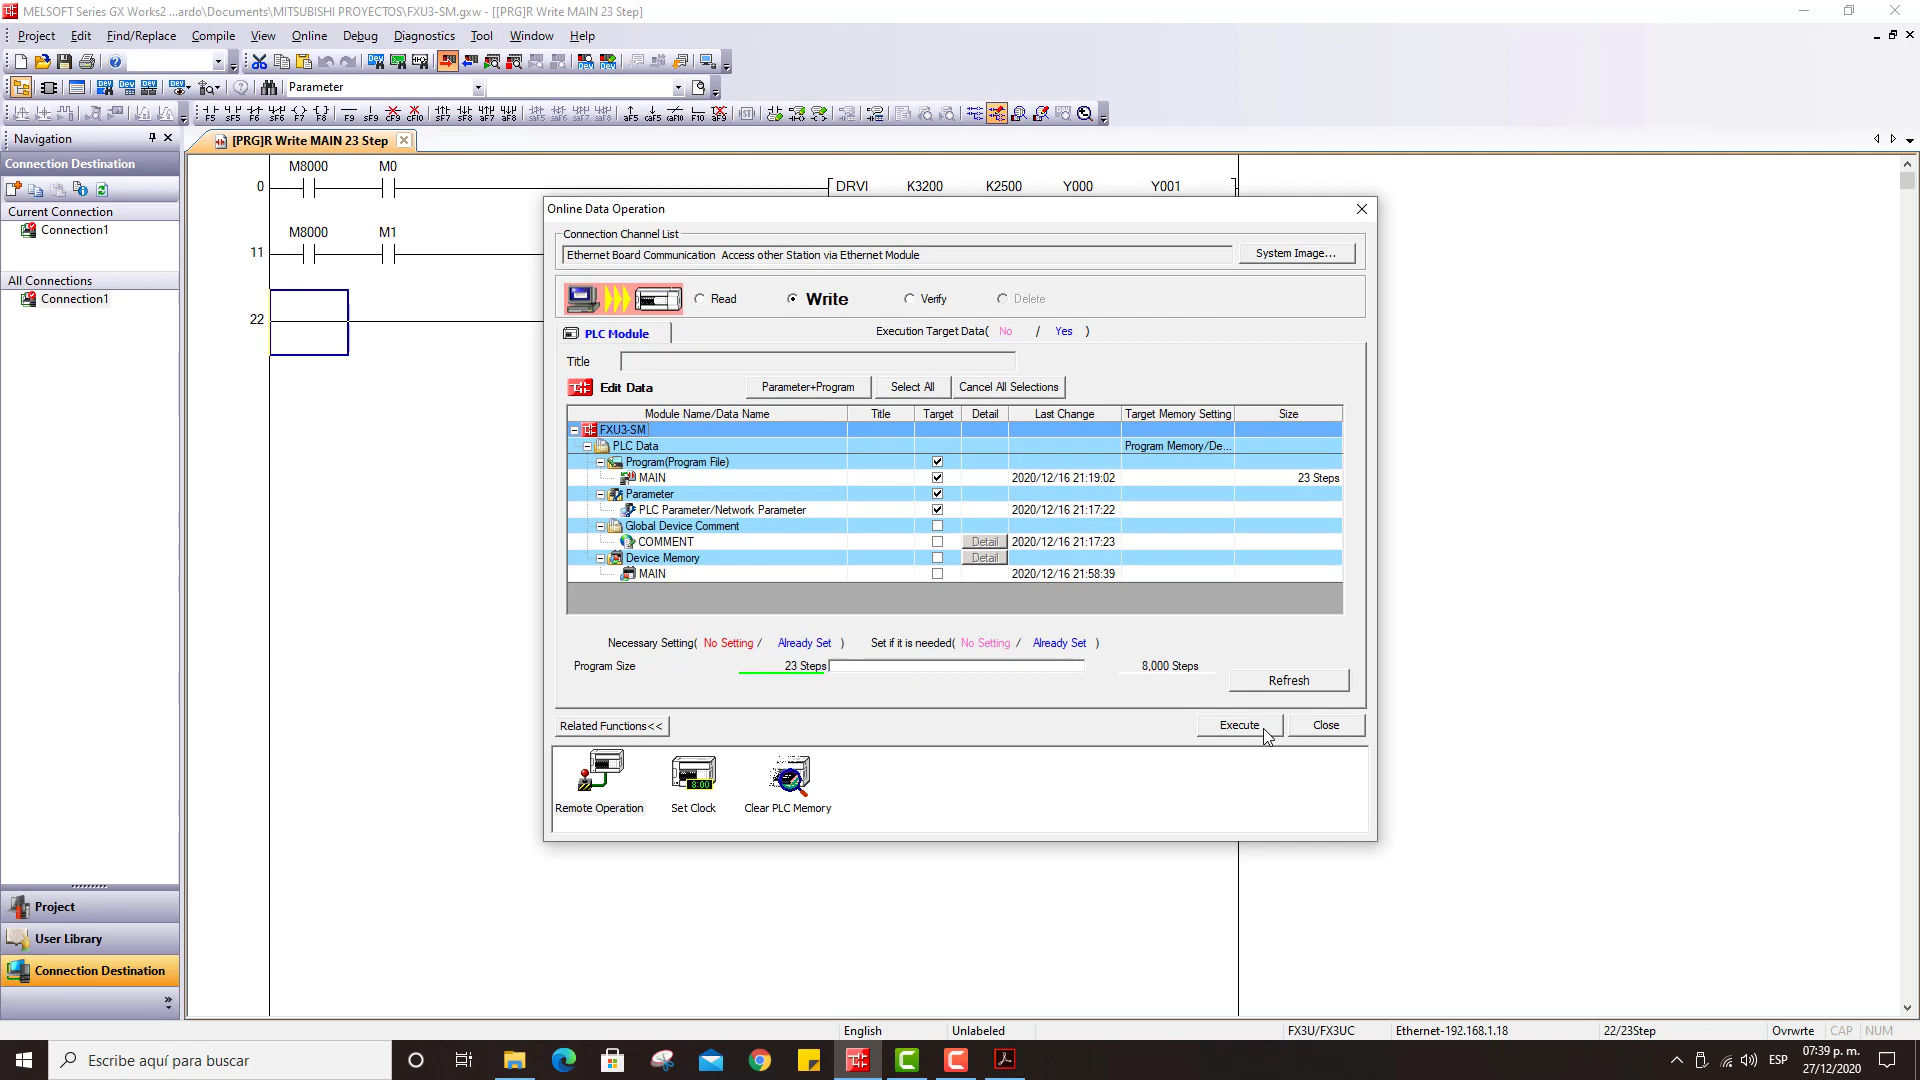 MELSOFT Series GX Works2 ...ardo\Documents\MITSUBISHI PROYECTOS\FXU3-SM.gxw - [[PRG]R Write MAIN 23 Step]
Project Edit Find/Replace Compile View Online Debug Diagnostics Tool Window Help
Parameter
Navigation
[PRG]R Write MAIN 23 Step
Connection Destination
Current Connection
Connection1
All Connections
Connection1
M8000 M0
0 DRVI K3200 K2500 Y000 Y001
M8000 M1
11
22
Online Data Operation
Connection Channel List
Ethernet Board Communication Access other Station via Ethernet Module
System Image...
Read Write Verify Delete
PLC Module
Execution Target Data( No / Yes )
Title
Edit Data Parameter+Program Select All Cancel All Selections
Module Name/Data Name Title Target Detail Last Change Target Memory Setting Size
FXU3-SM
PLC Data Program Memory/De...
Program(Program File)
MAIN 2020/12/16 21:19:02 23 Steps
Parameter
PLC Parameter/Network Parameter 2020/12/16 21:17:22
Global Device Comment
COMMENT Detail 2020/12/16 21:17:23
Device Memory Detail
MAIN 2020/12/16 21:58:39
Necessary Setting( No Setting / Already Set ) Set if it is needed( No Setting / Already Set )
Program Size 23 Steps 8,000 Steps
Refresh
Related Functions<< Execute Close
8:00
Remote Operation Set Clock Clear PLC Memory
Project
User Library
Connection Destination
English Unlabeled FX3U/FX3UC Ethernet-192.168.1.18 22/23Step Ovrwrte CAP NUM
Escribe aquí para buscar
ESP
07:39 p. m.
27/12/2020